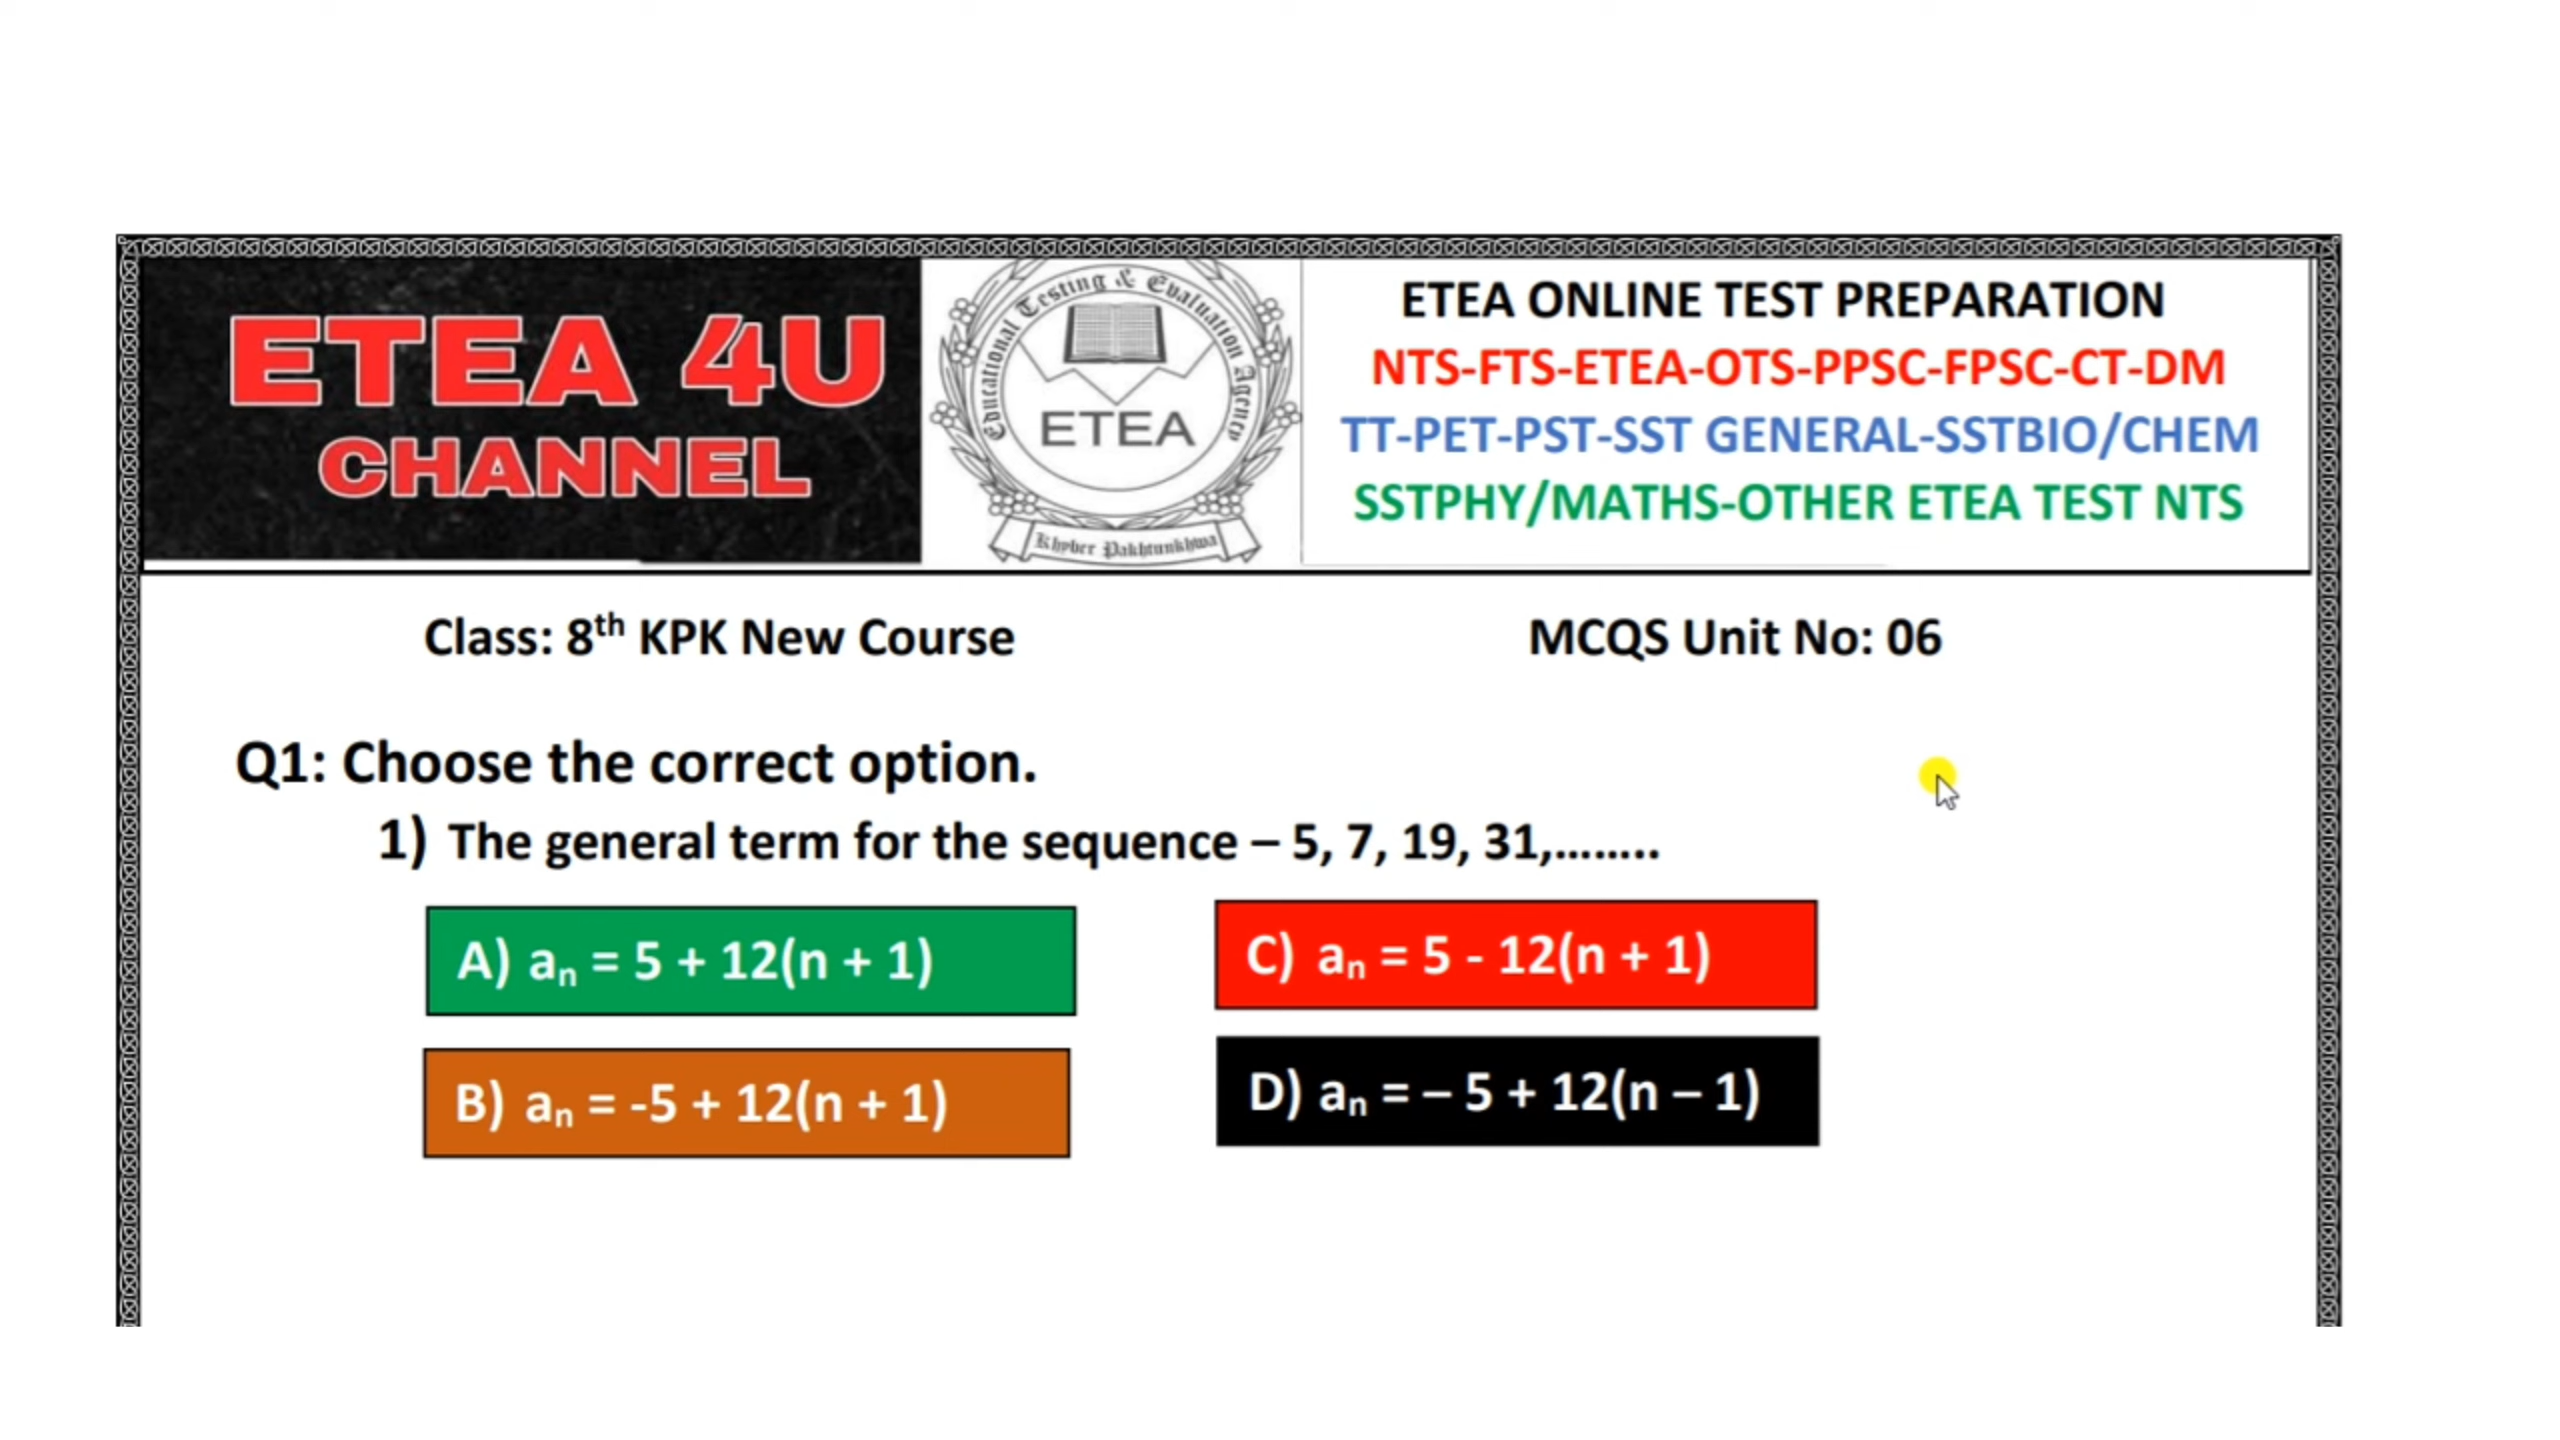 ETEA 4U
CHANNEL
Educational Testing & Evaluation Agency
ETEA
Khyber Pakhtunkhwa
ETEA ONLINE TEST PREPARATION
NTS-FTS-ETEA-OTS-PPSC-FPSC-CT-DM
TT-PET-PST-SST GENERAL-SSTBIO/CHEM
SSTPHY/MATHS-OTHER ETEA TEST NTS
Class: 8th KPK New Course
MCQS Unit No: 06
Q1: Choose the correct option.
1) The general term for the sequence – 5, 7, 19, 31,........
A) an = 5 + 12(n + 1)
C) an = 5 - 12(n + 1)
B) an = -5 + 12(n + 1)
D) an = – 5 + 12(n – 1)